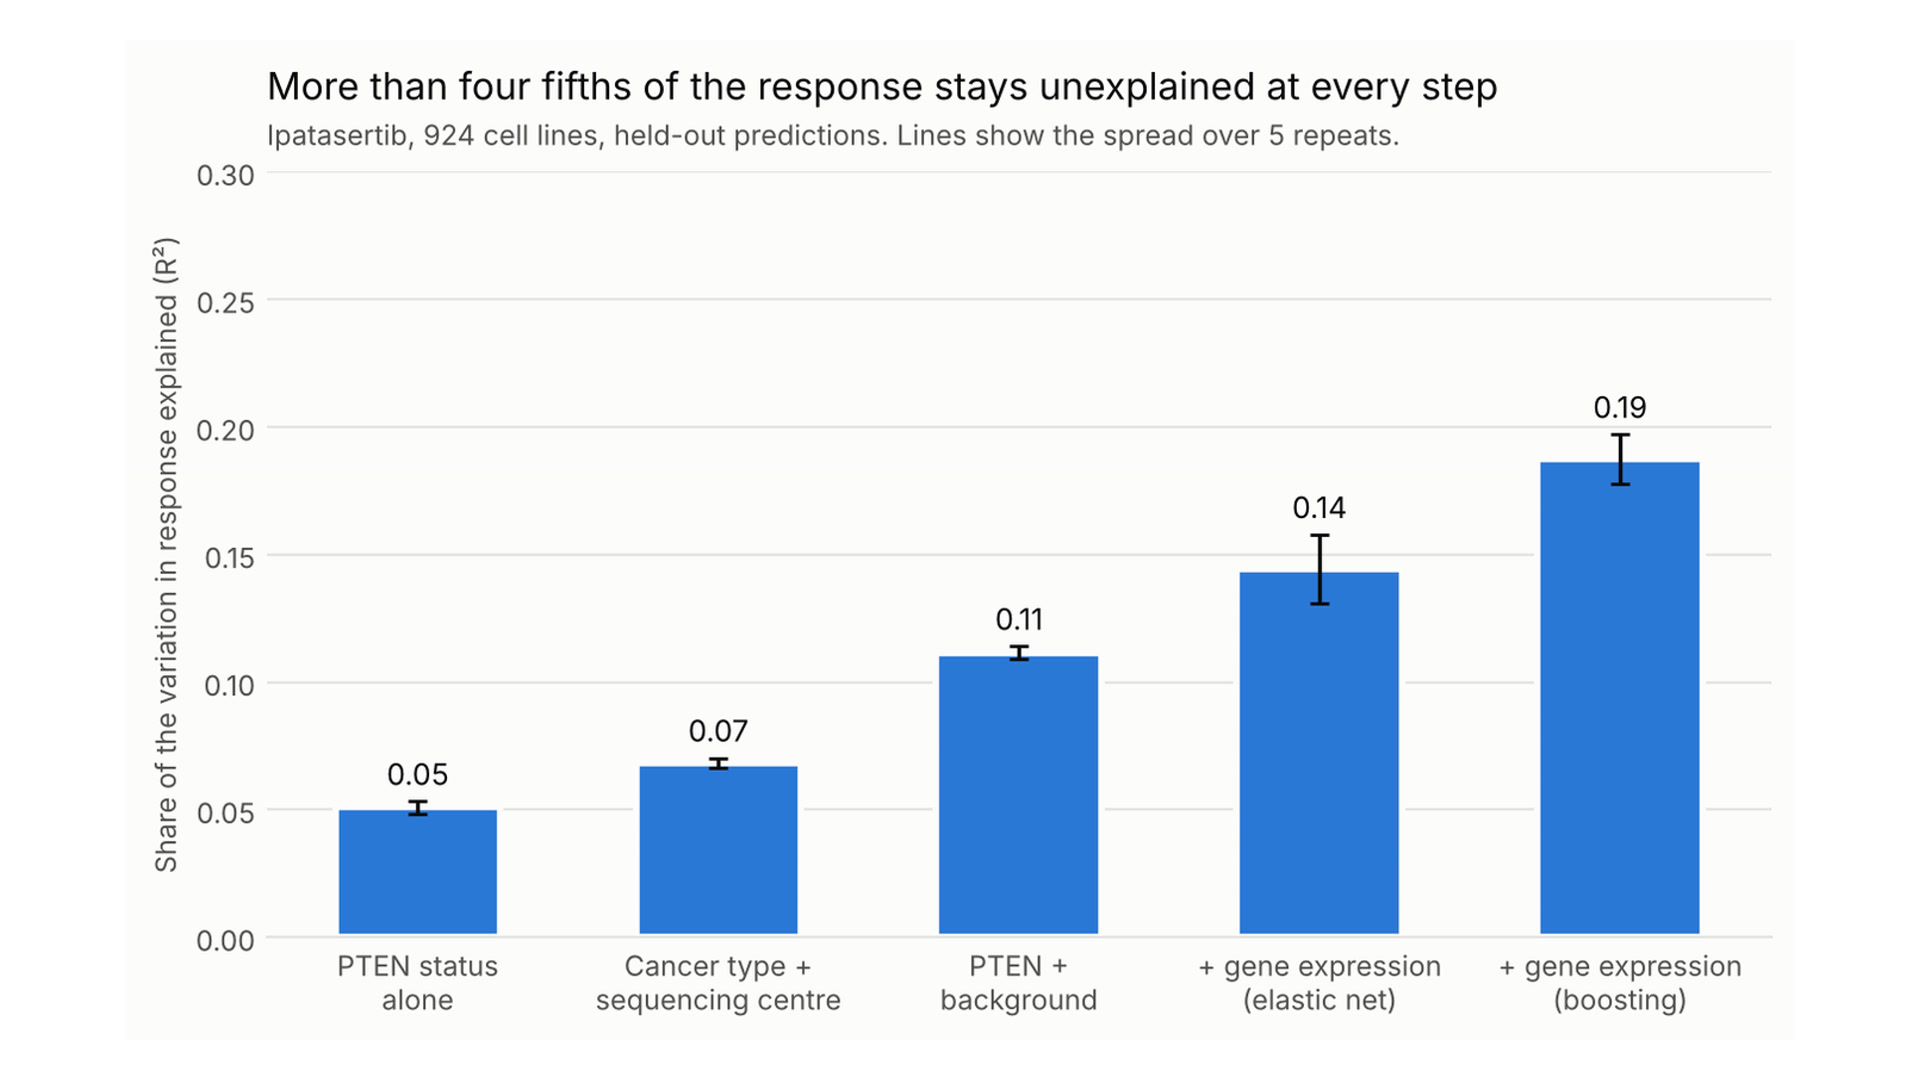 More than four fifths of the response stays unexplained at every step
Ipatasertib, 924 cell lines, held-out predictions. Lines show the spread over 5 repeats.
Share of the variation in response explained (R²)
0.30
0.25
0.20
0.15
0.10
0.05
0.00
0.05
0.07
0.11
0.14
0.19
PTEN status
alone
Cancer type +
sequencing centre
PTEN +
background
+ gene expression
(elastic net)
+ gene expression
(boosting)